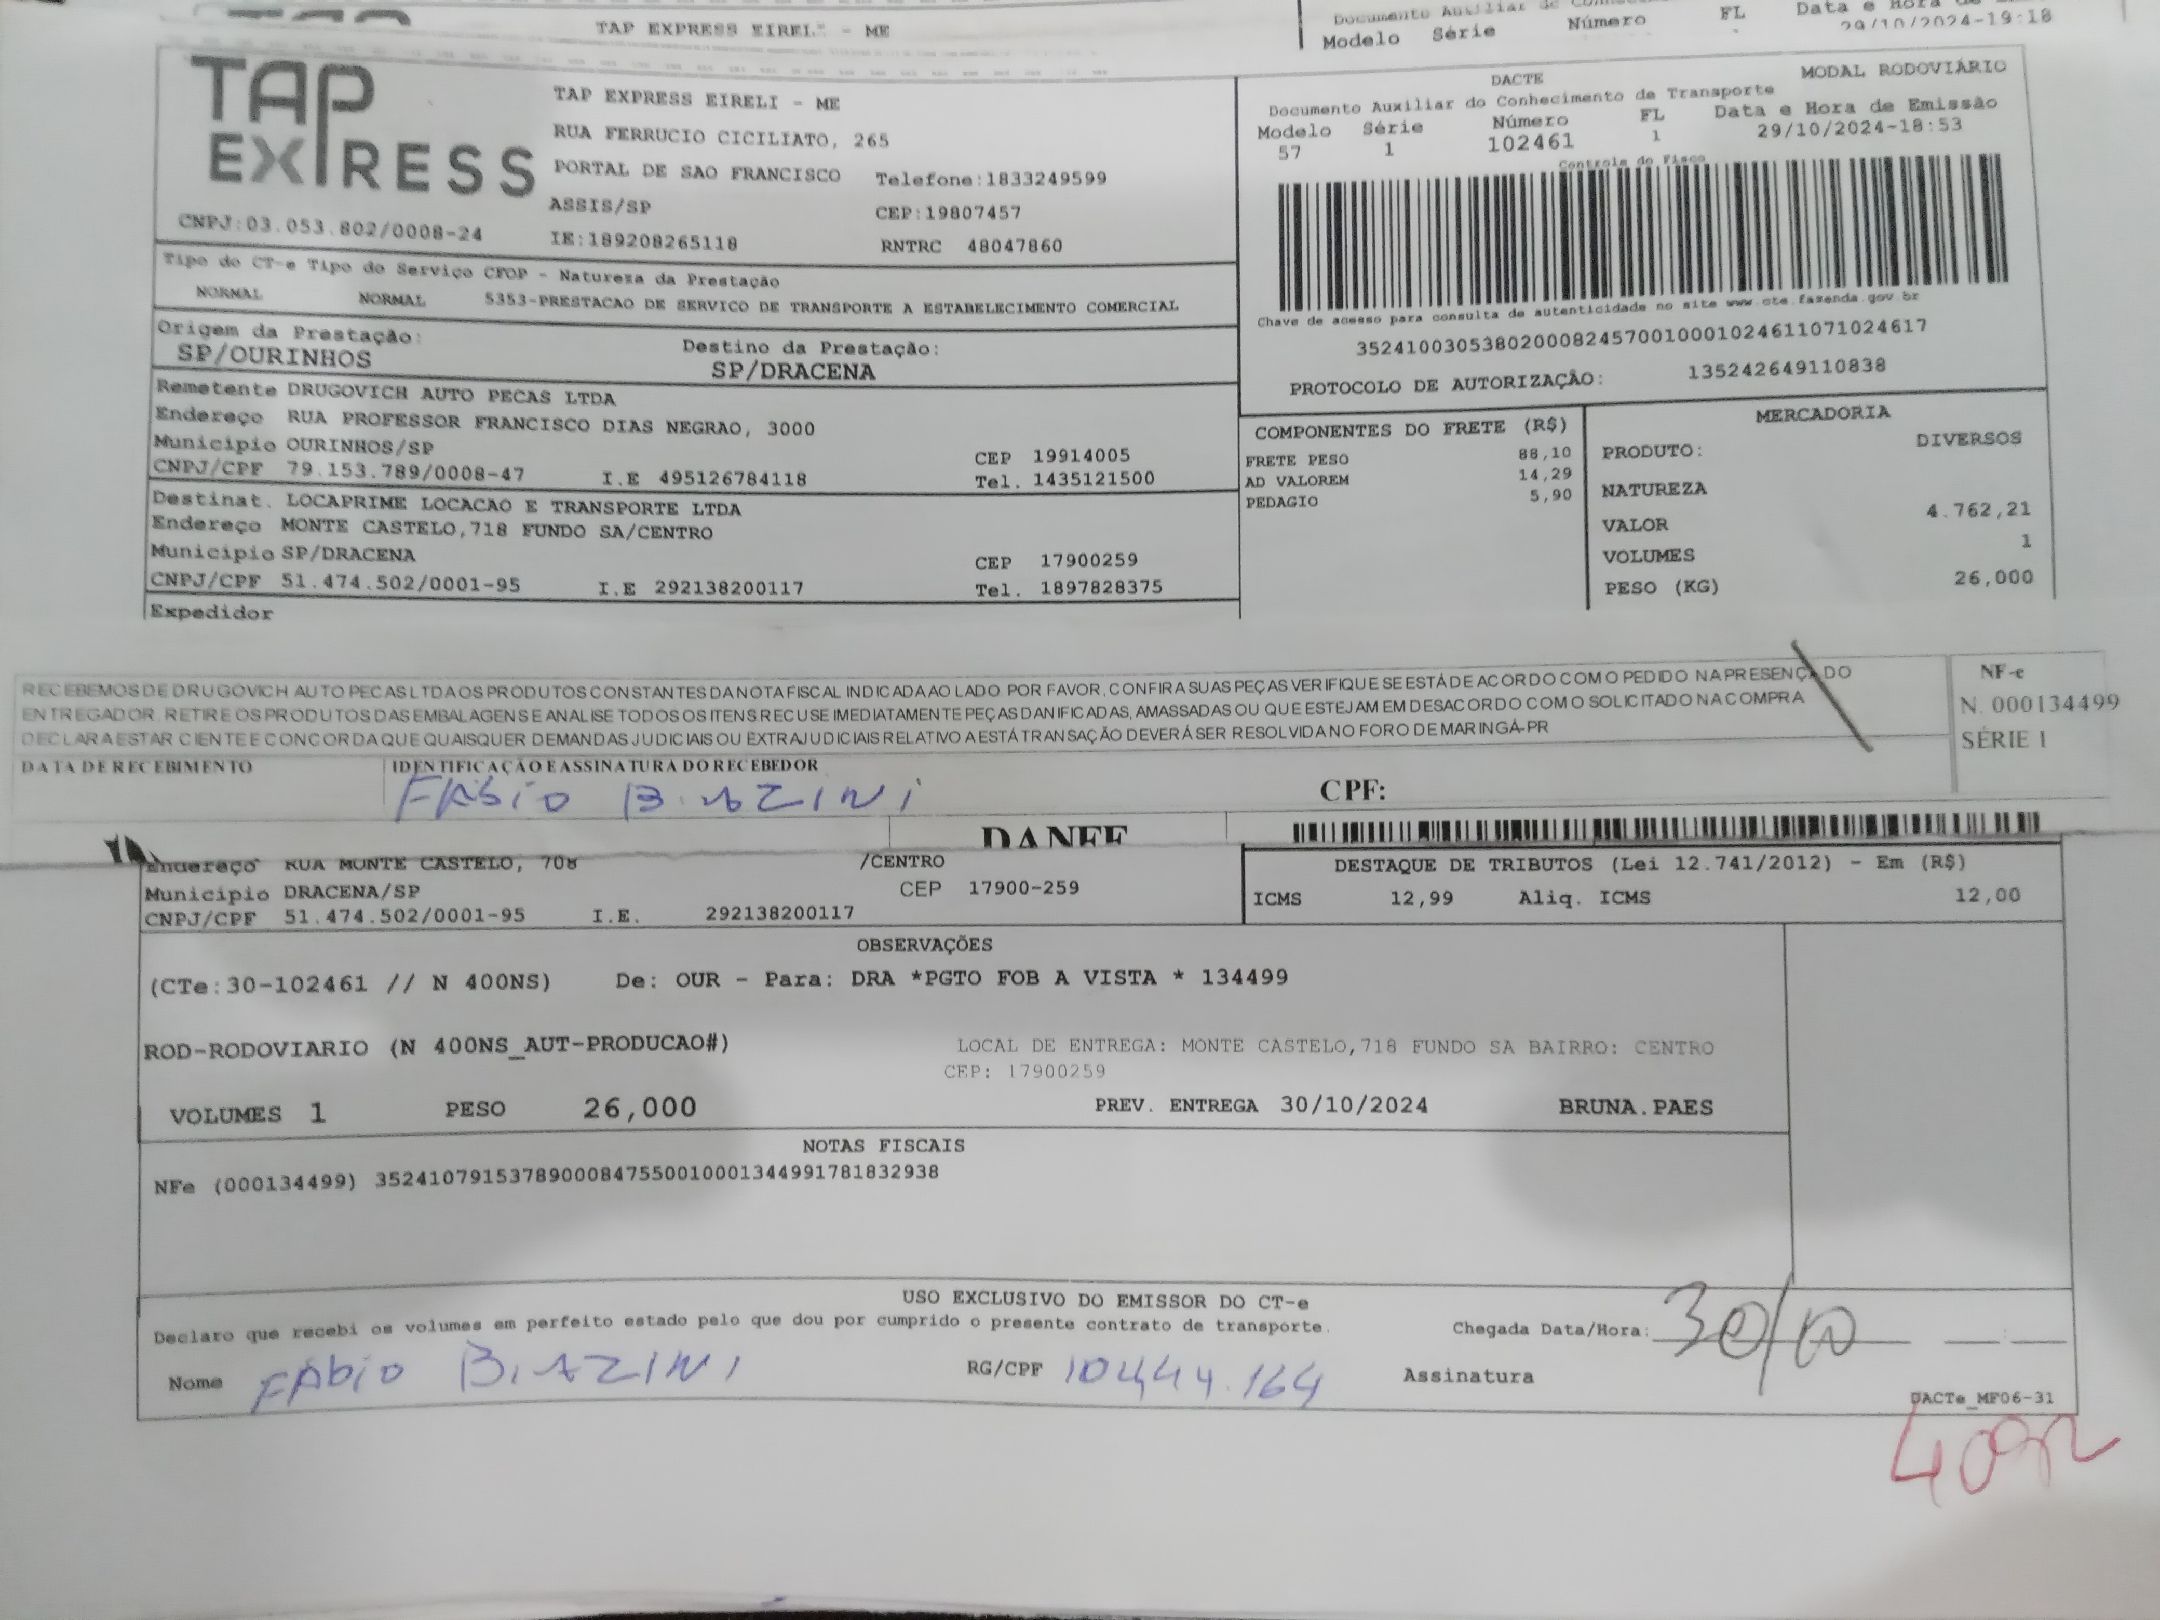 TAP EXPRESS EIRELI - ME
Documento Auxiliar de
Modelo Série Número FL Data e Hora de
29/10/2024-19:18
TAP EXPRESS
CNPJ:03.053.802/0008-24
TAP EXPRESS EIRELI - ME
RUA FERRUCIO CICILIATO, 265
PORTAL DE SAO FRANCISCO Telefone:1833249599
ASSIS/SP CEP:19807457
IE:189208265118 RNTRC 48047860
DACTE MODAL RODOVIÁRIO
Documento Auxiliar do Conhecimento de Transporte
Modelo Série Número FL Data e Hora de Emissão
57 1 102461 1 29/10/2024-18:53
Controle do Fisco
Chave de acesso para consulta de autenticidade no site www.cte.fazenda.gov.br
35241003053802000824570010001024611071024617
PROTOCOLO DE AUTORIZAÇÃO: 135242649110838
Tipo do CT-e Tipo do Serviço CFOP - Natureza da Prestação
NORMAL NORMAL 5353-PRESTACAO DE SERVICO DE TRANSPORTE A ESTABELECIMENTO COMERCIAL
Origem da Prestação: Destino da Prestação:
SP/OURINHOS SP/DRACENA
Remetente DRUGOVICH AUTO PECAS LTDA
Endereço RUA PROFESSOR FRANCISCO DIAS NEGRAO, 3000
Município OURINHOS/SP CEP 19914005
CNPJ/CPF 79.153.789/0008-47 I.E 495126784118 Tel. 1435121500
Destinat. LOCAPRIME LOCACAO E TRANSPORTE LTDA
Endereço MONTE CASTELO,718 FUNDO SA/CENTRO
Município SP/DRACENA CEP 17900259
CNPJ/CPF 51.474.502/0001-95 I.E 292138200117 Tel. 1897828375
Expedidor
COMPONENTES DO FRETE (R$)
FRETE PESO 88,10
AD VALOREM 14,29
PEDAGIO 5,90
MERCADORIA
PRODUTO: DIVERSOS
NATUREZA
VALOR 4.762,21
VOLUMES 1
PESO (KG) 26,000
RECEBEMOS DE DRUGOVICH AUTO PECAS LTDA OS PRODUTOS CONSTANTES DA NOTA FISCAL INDICADA AO LADO. POR FAVOR, CONFIRA SUAS PEÇAS VERIFIQUE SE ESTÁ DE ACORDO COM O PEDIDO NA PRESENÇA DO
ENTREGADOR. RETIRE OS PRODUTOS DAS EMBALAGENS E ANALISE TODOS OS ITENS RECUSE IMEDIATAMENTE PEÇAS DANIFICADAS, AMASSADAS OU QUE ESTEJAM EM DESACORDO COM O SOLICITADO NA COMPRA
DECLARA ESTAR CIENTE E CONCORDA QUE QUAISQUER DEMANDAS JUDICIAIS OU EXTRAJUDICIAIS RELATIVO A ESTÁ TRANSAÇÃO DEVERÁ SER RESOLVIDA NO FORO DE MARINGÁ-PR
NF-e
N. 000134499
SÉRIE 1
DATA DE RECEBIMENTO IDENTIFICAÇÃO E ASSINATURA DO RECEBEDOR
FÁBIO BIAZINI CPF:
DANFE
Endereço RUA MONTE CASTELO, 708 /CENTRO
Município DRACENA/SP CEP 17900-259
CNPJ/CPF 51.474.502/0001-95 I.E. 292138200117
DESTAQUE DE TRIBUTOS (Lei 12.741/2012) - Em (R$)
ICMS 12,99 Aliq. ICMS 12,00
OBSERVAÇÕES
(CTe:30-102461 // N 400NS) De: OUR - Para: DRA *PGTO FOB A VISTA * 134499
ROD-RODOVIARIO (N 400NS_AUT-PRODUCAO#) LOCAL DE ENTREGA: MONTE CASTELO,718 FUNDO SA BAIRRO: CENTRO
CEP: 17900259
VOLUMES 1 PESO 26,000 PREV. ENTREGA 30/10/2024 BRUNA.PAES
NOTAS FISCAIS
NFe (000134499) 35241079153789000847550010001344991781832938
USO EXCLUSIVO DO EMISSOR DO CT-e
Declaro que recebi os volumes em perfeito estado pelo que dou por cumprido o presente contrato de transporte.
Chegada Data/Hora: 30/10 :
Nome FÁBIO BIAZINI RG/CPF Assinatura
DACTe_MF06-31